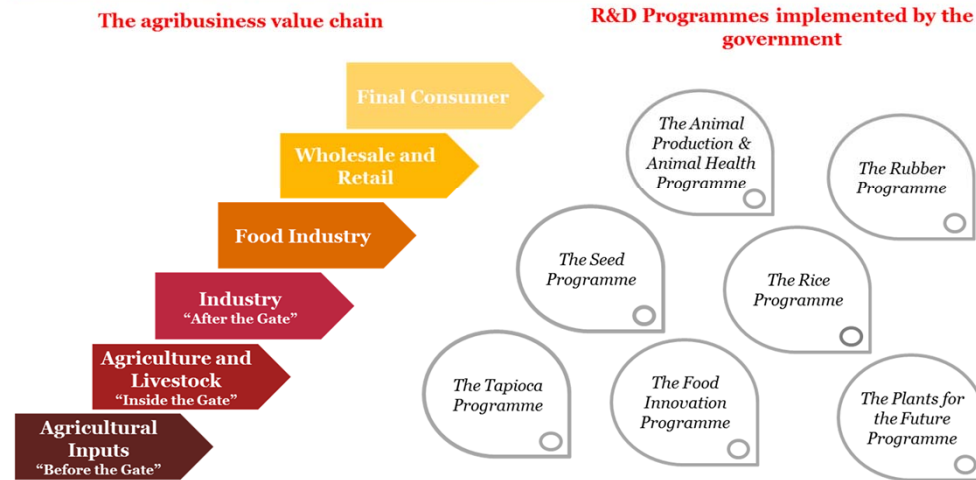 The agribusiness value chain
R&D Programmes implemented by the
government
Final Consumer
Wholesale and
Retail
Food Industry
Industry
“After the Gate”
Agriculture and
Livestock
“Inside the Gate”
Agricultural
Inputs
“Before the Gate”
The Animal
Production &
Animal Health
Programme
The Rubber
Programme
The Seed
Programme
The Rice
Programme
The Tapioca
Programme
The Food
Innovation
Programme
The Plants for
the Future
Programme